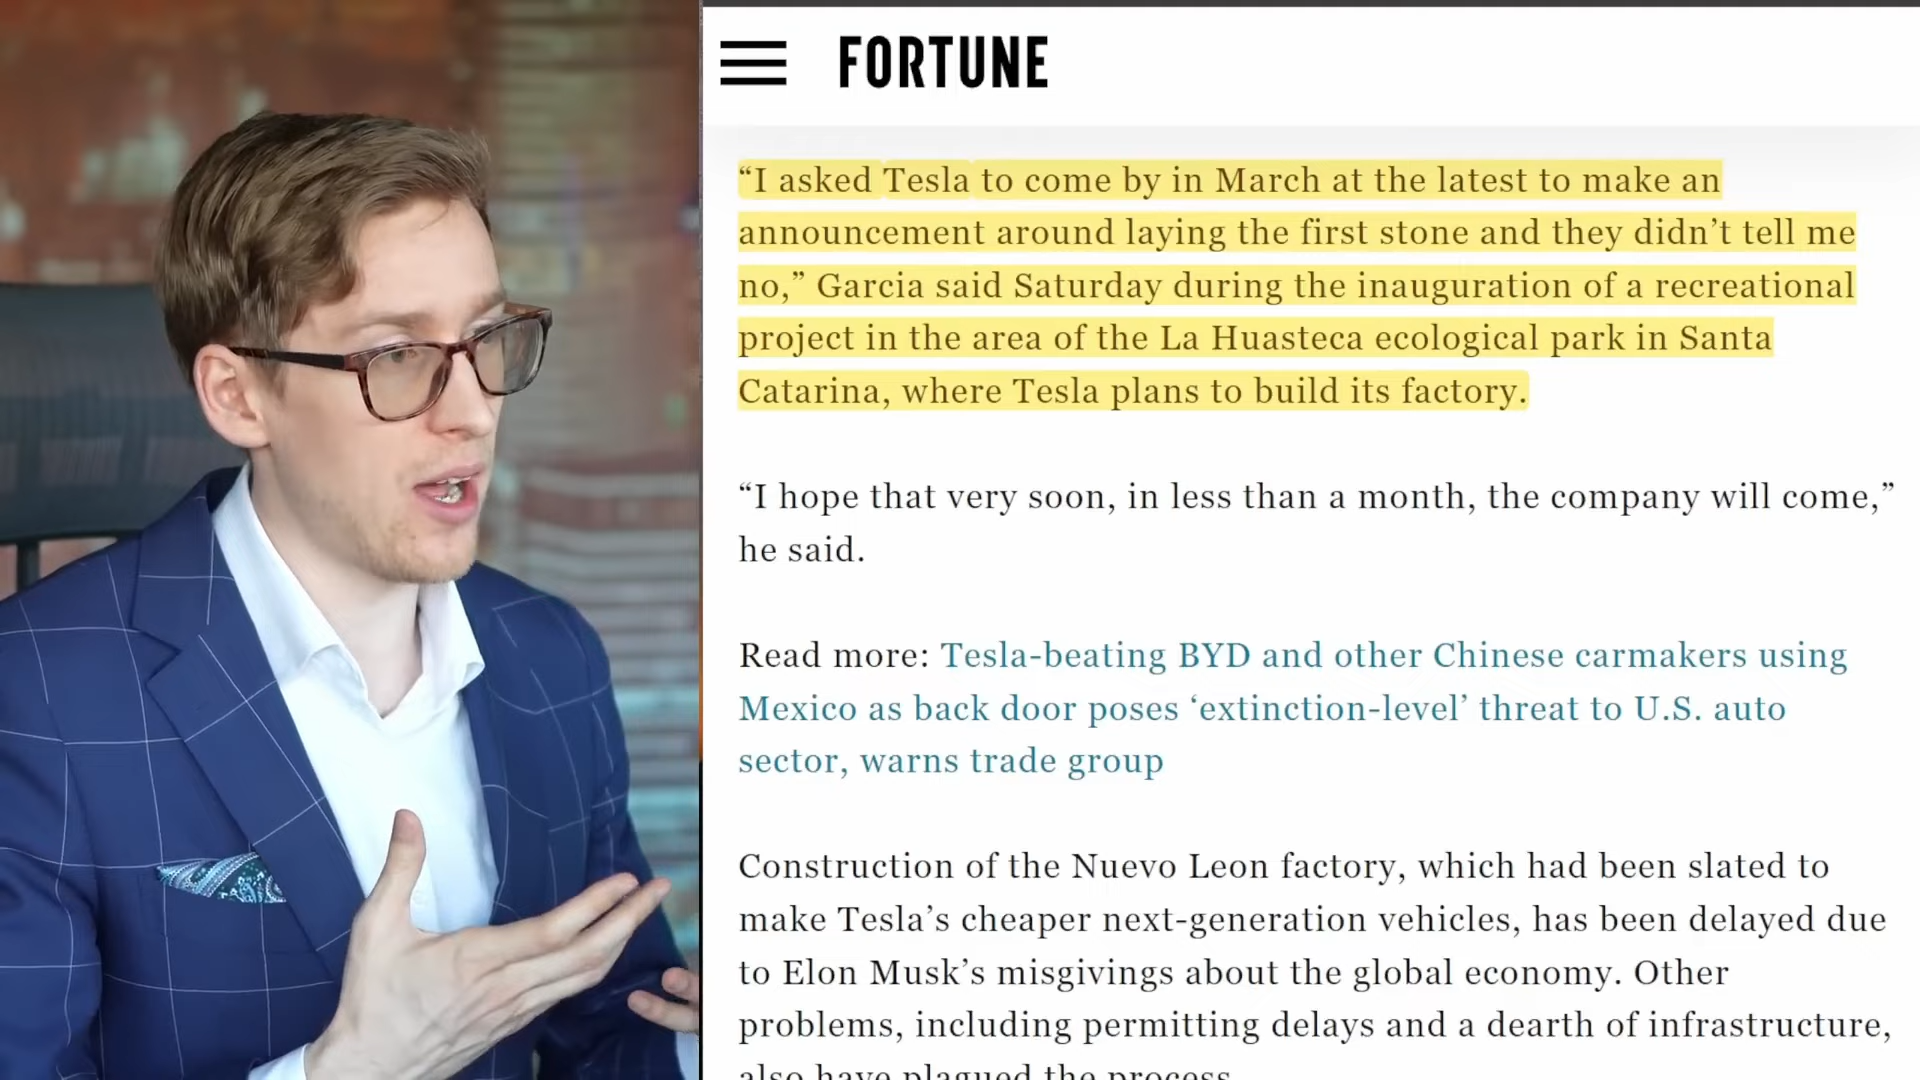 FORTUNE
“I asked Tesla to come by in March at the latest to make an
announcement around laying the first stone and they didn’t tell me
no,” Garcia said Saturday during the inauguration of a recreational
project in the area of the La Huasteca ecological park in Santa
Catarina, where Tesla plans to build its factory.
“I hope that very soon, in less than a month, the company will come,”
he said.
Read more: Tesla-beating BYD and other Chinese carmakers using
Mexico as back door poses ‘extinction-level’ threat to U.S. auto
sector, warns trade group
Construction of the Nuevo Leon factory, which had been slated to
make Tesla’s cheaper next-generation vehicles, has been delayed due
to Elon Musk’s misgivings about the global economy. Other
problems, including permitting delays and a dearth of infrastructure,
also have plagued the process.